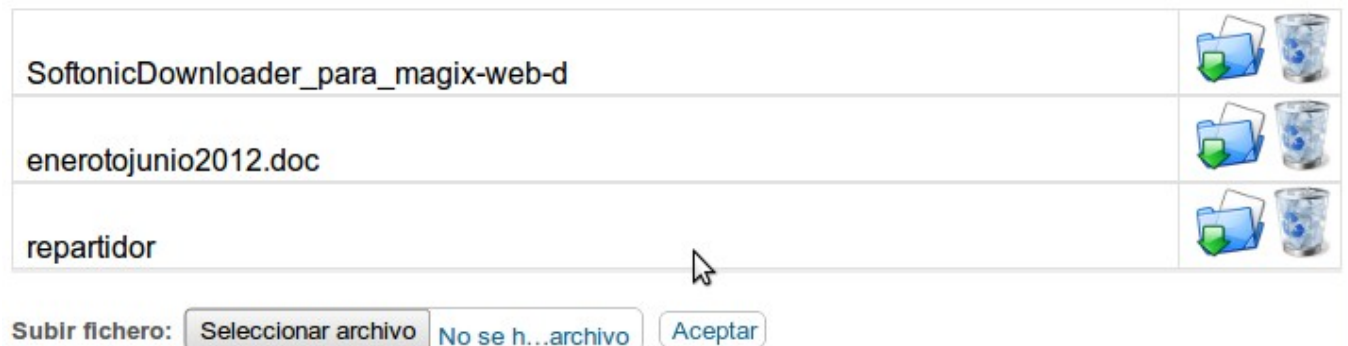 SoftonicDownloader_para_magix-web-d
enerotojunio2012.doc
repartidor
Subir fichero: Seleccionar archivo No se h...archivo Aceptar